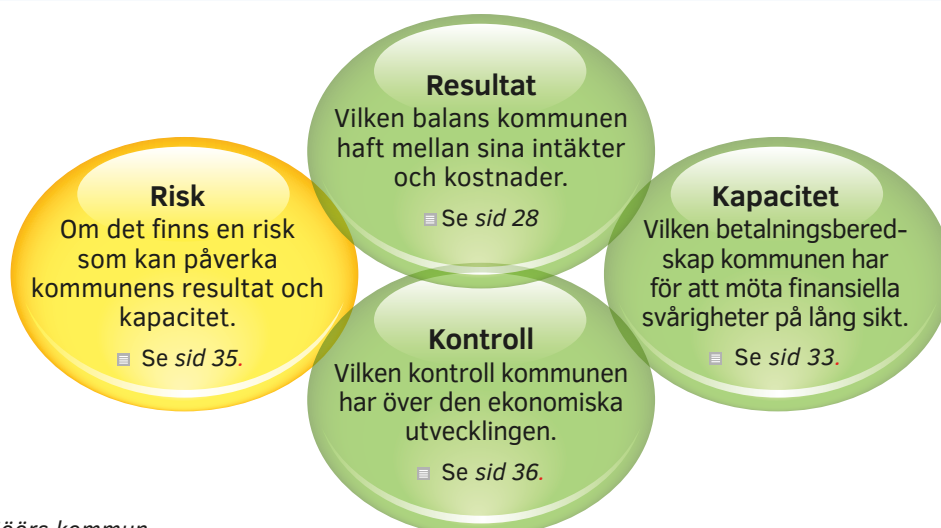 Resultat
Vilken balans kommunen
haft mellan sina intäkter
och kostnader.
Se sid 28
Risk
Om det finns en risk
som kan påverka
kommunens resultat och
kapacitet.
Se sid 35.
Kapacitet
Vilken betalningsbered-
skap kommunen har
för att möta finansiella
svårigheter på lång sikt.
Se sid 33.
Kontroll
Vilken kontroll kommunen
har över den ekonomiska
utvecklingen.
Se sid 36.
kommun